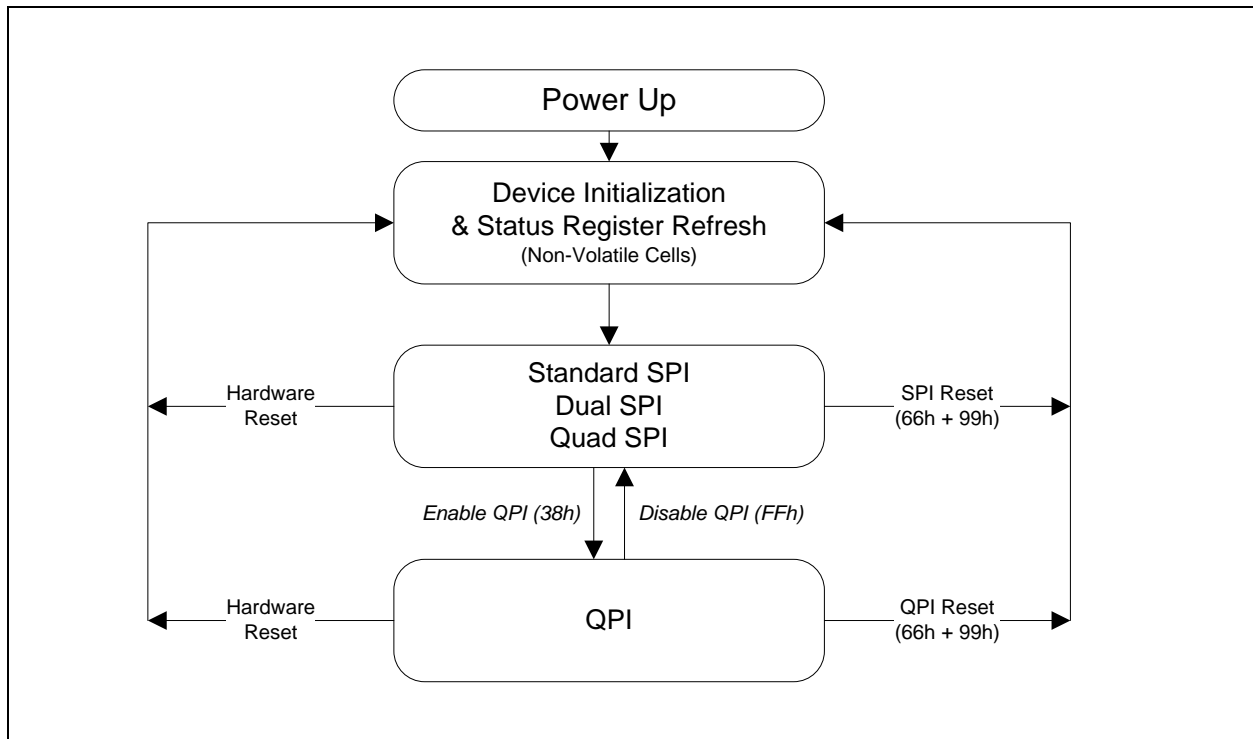 Power Up
Device Initialization
& Status Register Refresh
(Non-Volatile Cells)
Standard SPI
Dual SPI
Quad SPI
Hardware
Reset
SPI Reset
(66h + 99h)
Enable QPI (38h)
Disable QPI (FFh)
QPI
Hardware
Reset
QPI Reset
(66h + 99h)